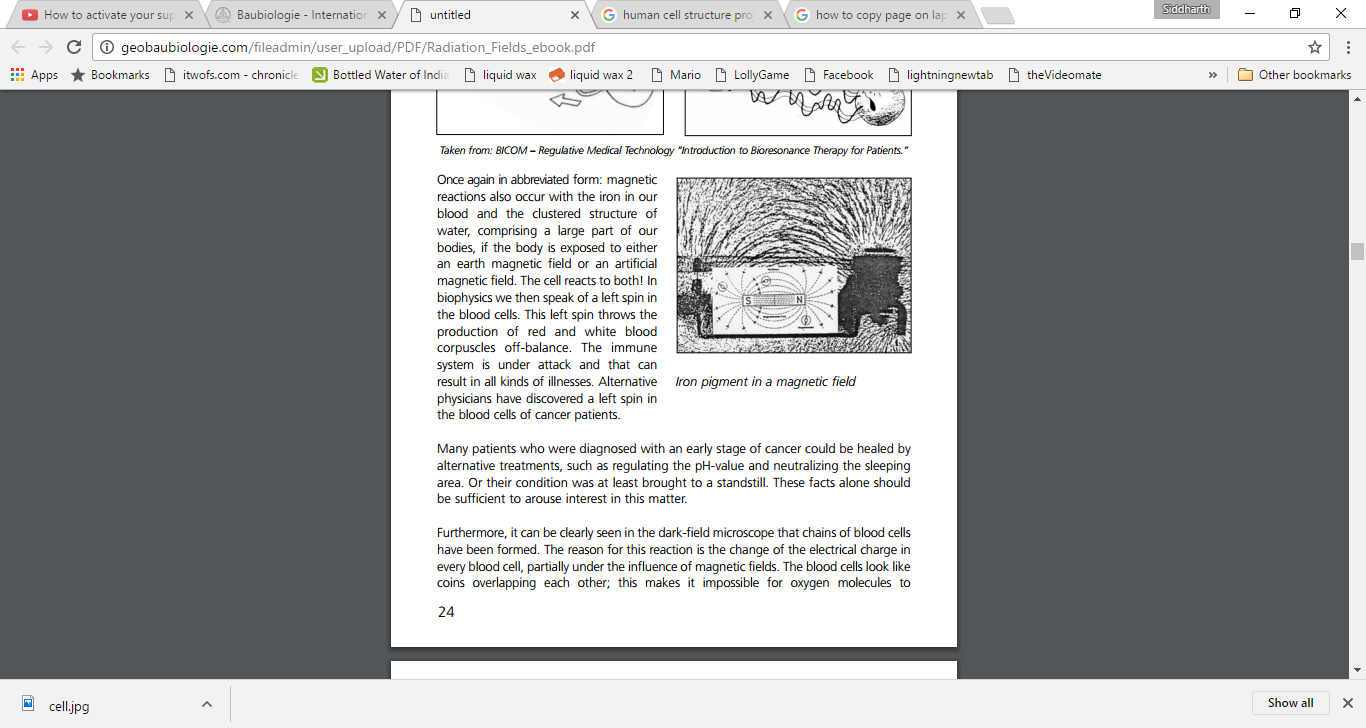 Siddharth
How to activate your sup
Baubiologie - Internation
untitled
human cell structure pro
how to copy page on lap
geobaubiologie.com/fileadmin/user_upload/PDF/Radiation_Fields_ebook.pdf
Apps Bookmarks itwofs.com - chronicle Bottled Water of India liquid wax liquid wax 2 Mario LollyGame Facebook lightningnewtab theVideomate » Other bookmarks
Taken from: BICOM – Regulative Medical Technology “Introduction to Bioresonance Therapy for Patients.”
Once again in abbreviated form: magnetic
reactions also occur with the iron in our
blood and the clustered structure of
water, comprising a large part of our
bodies, if the body is exposed to either
an earth magnetic field or an artificial
magnetic field. The cell reacts to both! In
biophysics we then speak of a left spin in
the blood cells. This left spin throws the
production of red and white blood
corpuscles off-balance. The immune
system is under attack and that can
result in all kinds of illnesses. Alternative
physicians have discovered a left spin in
the blood cells of cancer patients.
S N
Iron pigment in a magnetic field
Many patients who were diagnosed with an early stage of cancer could be healed by
alternative treatments, such as regulating the pH-value and neutralizing the sleeping
area. Or their condition was at least brought to a standstill. These facts alone should
be sufficient to arouse interest in this matter.
Furthermore, it can be clearly seen in the dark-field microscope that chains of blood cells
have been formed. The reason for this reaction is the change of the electrical charge in
every blood cell, partially under the influence of magnetic fields. The blood cells look like
coins overlapping each other; this makes it impossible for oxygen molecules to
24
cell.jpg
Show all